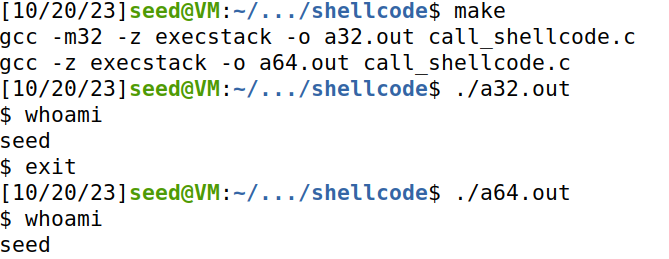 [10/20/23]seed@VM:~/.../shellcode$ make
gcc -m32 -z execstack -o a32.out call_shellcode.c
gcc -z execstack -o a64.out call_shellcode.c
[10/20/23]seed@VM:~/.../shellcode$ ./a32.out
$ whoami
seed
$ exit
[10/20/23]seed@VM:~/.../shellcode$ ./a64.out
$ whoami
seed